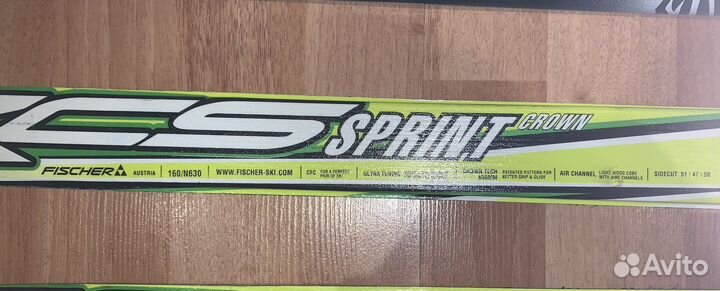 CS SPRINT CROWN
FISCHER AUSTRIA 160/N630 WWW.FISCHER-SKI.COM CFC FOR A PERFECT PAIR OF SKI ULTRA TUNING CROWN TECH AIR CHANNEL SIDECUT 51/47/50
PATENTED PATTERN FOR
BETTER GRIP & GLIDE
LIGHT WOOD CORE
WITH AIRE CHANNELS
Avito